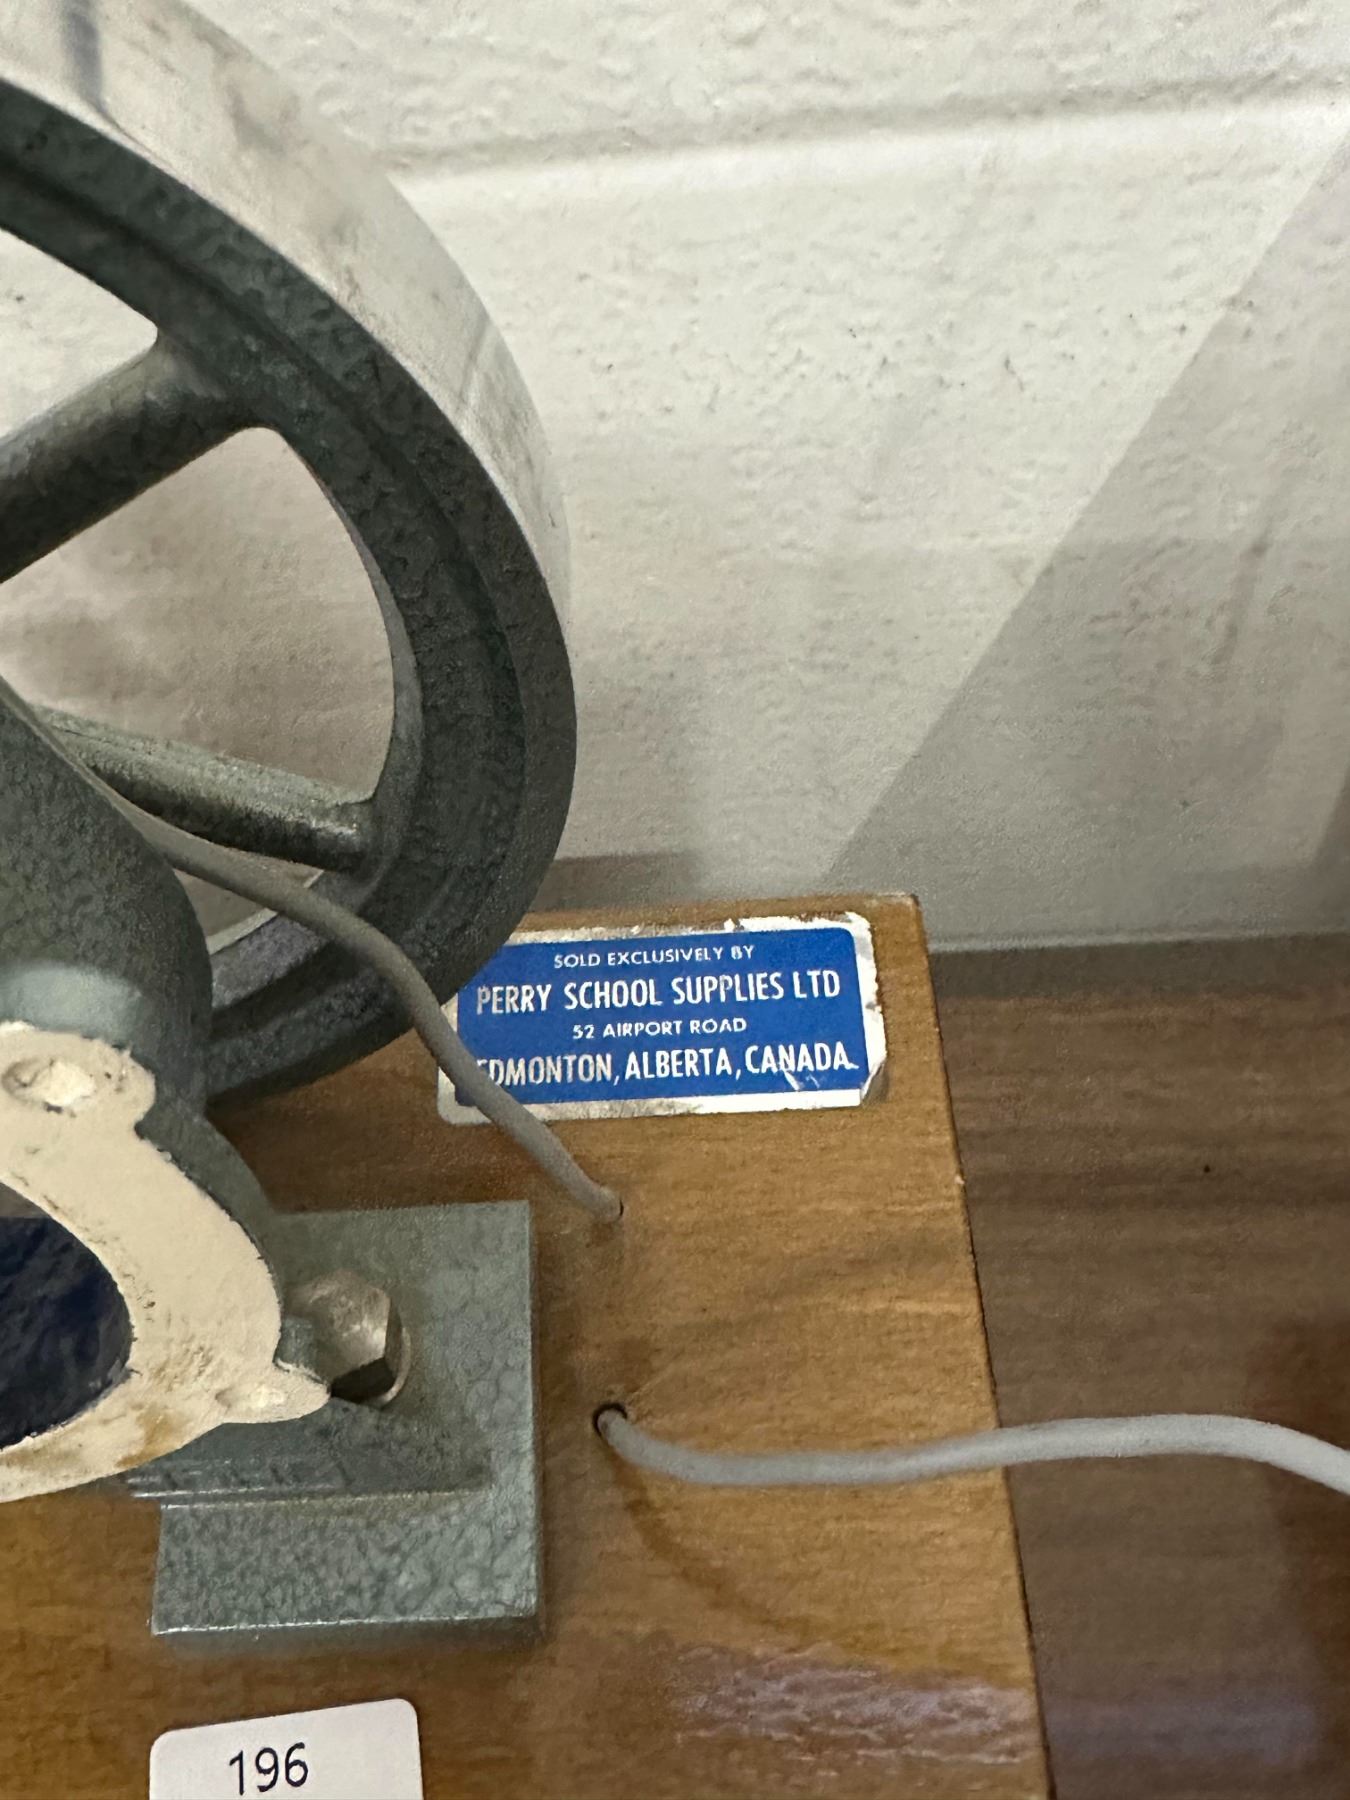 SOLD EXCLUSIVELY BY
PERRY SCHOOL SUPPLIES LTD
52 AIRPORT ROAD
EDMONTON, ALBERTA, CANADA.
196